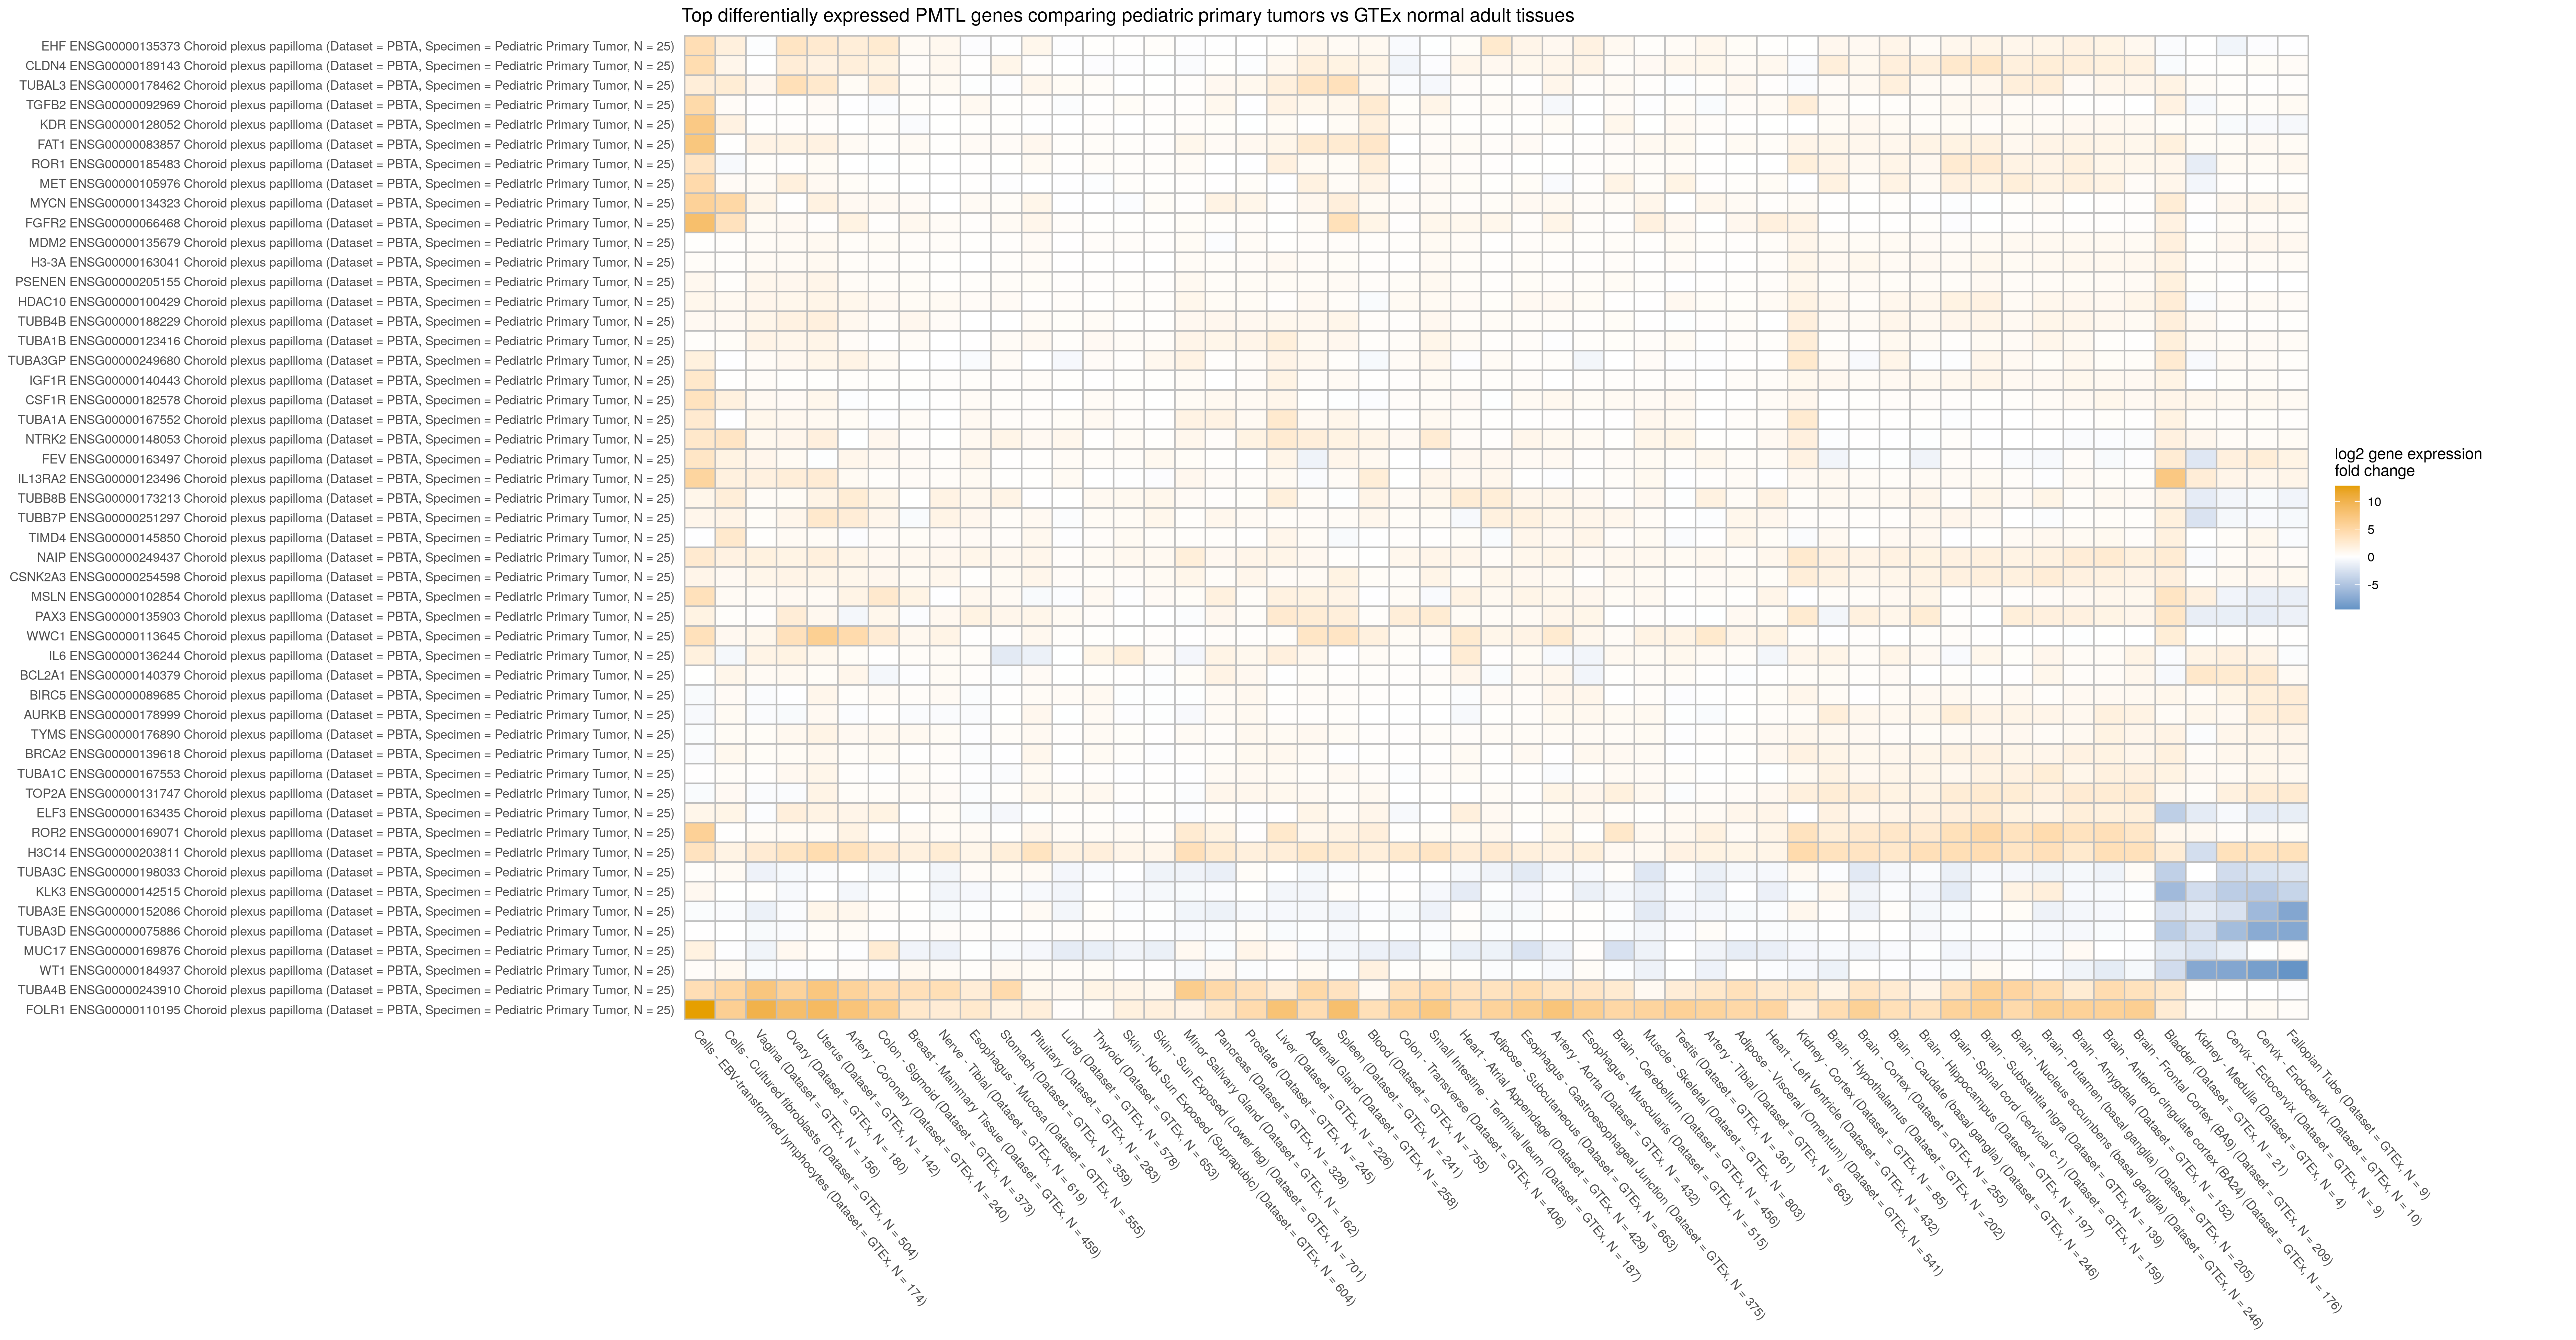 Top differentially expressed PMTL genes comparing pediatric primary tumors vs GTEx normal adult tissues
EHF ENSG00000135373 Choroid plexus papilloma (Dataset = PBTA, Specimen = Pediatric Primary Tumor, N = 25)
CLDN4 ENSG00000189143 Choroid plexus papilloma (Dataset = PBTA, Specimen = Pediatric Primary Tumor, N = 25)
TUBAL3 ENSG00000178462 Choroid plexus papilloma (Dataset = PBTA, Specimen = Pediatric Primary Tumor, N = 25)
TGFB2 ENSG00000092969 Choroid plexus papilloma (Dataset = PBTA, Specimen = Pediatric Primary Tumor, N = 25)
KDR ENSG00000128052 Choroid plexus papilloma (Dataset = PBTA, Specimen = Pediatric Primary Tumor, N = 25)
FAT1 ENSG00000083857 Choroid plexus papilloma (Dataset = PBTA, Specimen = Pediatric Primary Tumor, N = 25)
ROR1 ENSG00000185483 Choroid plexus papilloma (Dataset = PBTA, Specimen = Pediatric Primary Tumor, N = 25)
MET ENSG00000105976 Choroid plexus papilloma (Dataset = PBTA, Specimen = Pediatric Primary Tumor, N = 25)
MYCN ENSG00000134323 Choroid plexus papilloma (Dataset = PBTA, Specimen = Pediatric Primary Tumor, N = 25)
FGFR2 ENSG00000066468 Choroid plexus papilloma (Dataset = PBTA, Specimen = Pediatric Primary Tumor, N = 25)
MDM2 ENSG00000135679 Choroid plexus papilloma (Dataset = PBTA, Specimen = Pediatric Primary Tumor, N = 25)
H3-3A ENSG00000163041 Choroid plexus papilloma (Dataset = PBTA, Specimen = Pediatric Primary Tumor, N = 25)
PSENEN ENSG00000205155 Choroid plexus papilloma (Dataset = PBTA, Specimen = Pediatric Primary Tumor, N = 25)
HDAC10 ENSG00000100429 Choroid plexus papilloma (Dataset = PBTA, Specimen = Pediatric Primary Tumor, N = 25)
TUBB4B ENSG00000188229 Choroid plexus papilloma (Dataset = PBTA, Specimen = Pediatric Primary Tumor, N = 25)
TUBA1B ENSG00000123416 Choroid plexus papilloma (Dataset = PBTA, Specimen = Pediatric Primary Tumor, N = 25)
TUBA3GP ENSG00000249680 Choroid plexus papilloma (Dataset = PBTA, Specimen = Pediatric Primary Tumor, N = 25)
IGF1R ENSG00000140443 Choroid plexus papilloma (Dataset = PBTA, Specimen = Pediatric Primary Tumor, N = 25)
CSF1R ENSG00000182578 Choroid plexus papilloma (Dataset = PBTA, Specimen = Pediatric Primary Tumor, N = 25)
TUBA1A ENSG00000167552 Choroid plexus papilloma (Dataset = PBTA, Specimen = Pediatric Primary Tumor, N = 25)
NTRK2 ENSG00000148053 Choroid plexus papilloma (Dataset = PBTA, Specimen = Pediatric Primary Tumor, N = 25)
FEV ENSG00000163497 Choroid plexus papilloma (Dataset = PBTA, Specimen = Pediatric Primary Tumor, N = 25)
IL13RA2 ENSG00000123496 Choroid plexus papilloma (Dataset = PBTA, Specimen = Pediatric Primary Tumor, N = 25)
TUBB8B ENSG00000173213 Choroid plexus papilloma (Dataset = PBTA, Specimen = Pediatric Primary Tumor, N = 25)
TUBB7P ENSG00000251297 Choroid plexus papilloma (Dataset = PBTA, Specimen = Pediatric Primary Tumor, N = 25)
TIMD4 ENSG00000145850 Choroid plexus papilloma (Dataset = PBTA, Specimen = Pediatric Primary Tumor, N = 25)
NAIP ENSG00000249437 Choroid plexus papilloma (Dataset = PBTA, Specimen = Pediatric Primary Tumor, N = 25)
CSNK2A3 ENSG00000254598 Choroid plexus papilloma (Dataset = PBTA, Specimen = Pediatric Primary Tumor, N = 25)
MSLN ENSG00000102854 Choroid plexus papilloma (Dataset = PBTA, Specimen = Pediatric Primary Tumor, N = 25)
PAX3 ENSG00000135903 Choroid plexus papilloma (Dataset = PBTA, Specimen = Pediatric Primary Tumor, N = 25)
WWC1 ENSG00000113645 Choroid plexus papilloma (Dataset = PBTA, Specimen = Pediatric Primary Tumor, N = 25)
IL6 ENSG00000136244 Choroid plexus papilloma (Dataset = PBTA, Specimen = Pediatric Primary Tumor, N = 25)
BCL2A1 ENSG00000140379 Choroid plexus papilloma (Dataset = PBTA, Specimen = Pediatric Primary Tumor, N = 25)
BIRC5 ENSG00000089685 Choroid plexus papilloma (Dataset = PBTA, Specimen = Pediatric Primary Tumor, N = 25)
AURKB ENSG00000178999 Choroid plexus papilloma (Dataset = PBTA, Specimen = Pediatric Primary Tumor, N = 25)
TYMS ENSG00000176890 Choroid plexus papilloma (Dataset = PBTA, Specimen = Pediatric Primary Tumor, N = 25)
BRCA2 ENSG00000139618 Choroid plexus papilloma (Dataset = PBTA, Specimen = Pediatric Primary Tumor, N = 25)
TUBA1C ENSG00000167553 Choroid plexus papilloma (Dataset = PBTA, Specimen = Pediatric Primary Tumor, N = 25)
TOP2A ENSG00000131747 Choroid plexus papilloma (Dataset = PBTA, Specimen = Pediatric Primary Tumor, N = 25)
ELF3 ENSG00000163435 Choroid plexus papilloma (Dataset = PBTA, Specimen = Pediatric Primary Tumor, N = 25)
ROR2 ENSG00000169071 Choroid plexus papilloma (Dataset = PBTA, Specimen = Pediatric Primary Tumor, N = 25)
H3C14 ENSG00000203811 Choroid plexus papilloma (Dataset = PBTA, Specimen = Pediatric Primary Tumor, N = 25)
TUBA3C ENSG00000198033 Choroid plexus papilloma (Dataset = PBTA, Specimen = Pediatric Primary Tumor, N = 25)
KLK3 ENSG00000142515 Choroid plexus papilloma (Dataset = PBTA, Specimen = Pediatric Primary Tumor, N = 25)
TUBA3E ENSG00000152086 Choroid plexus papilloma (Dataset = PBTA, Specimen = Pediatric Primary Tumor, N = 25)
TUBA3D ENSG00000075886 Choroid plexus papilloma (Dataset = PBTA, Specimen = Pediatric Primary Tumor, N = 25)
MUC17 ENSG00000169876 Choroid plexus papilloma (Dataset = PBTA, Specimen = Pediatric Primary Tumor, N = 25)
WT1 ENSG00000184937 Choroid plexus papilloma (Dataset = PBTA, Specimen = Pediatric Primary Tumor, N = 25)
TUBA4B ENSG00000243910 Choroid plexus papilloma (Dataset = PBTA, Specimen = Pediatric Primary Tumor, N = 25)
FOLR1 ENSG00000110195 Choroid plexus papilloma (Dataset = PBTA, Specimen = Pediatric Primary Tumor, N = 25)
Cells - EBV-transformed lymphocytes (Dataset = GTEx, N = 174)
Cells - Cultured fibroblasts (Dataset = GTEx, N = 504)
Vagina (Dataset = GTEx, N = 156)
Ovary (Dataset = GTEx, N = 180)
Uterus (Dataset = GTEx, N = 142)
Artery - Coronary (Dataset = GTEx, N = 240)
Colon - Sigmoid (Dataset = GTEx, N = 373)
Breast - Mammary Tissue (Dataset = GTEx, N = 459)
Nerve - Tibial (Dataset = GTEx, N = 619)
Esophagus - Mucosa (Dataset = GTEx, N = 555)
Stomach (Dataset = GTEx, N = 359)
Pituitary (Dataset = GTEx, N = 283)
Lung (Dataset = GTEx, N = 578)
Thyroid (Dataset = GTEx, N = 653)
Skin - Not Sun Exposed (Suprapubic) (Dataset = GTEx, N = 604)
Skin - Sun Exposed (Lower leg) (Dataset = GTEx, N = 701)
Minor Salivary Gland (Dataset = GTEx, N = 162)
Pancreas (Dataset = GTEx, N = 328)
Prostate (Dataset = GTEx, N = 245)
Liver (Dataset = GTEx, N = 226)
Adrenal Gland (Dataset = GTEx, N = 258)
Spleen (Dataset = GTEx, N = 241)
Blood (Dataset = GTEx, N = 755)
Colon - Transverse (Dataset = GTEx, N = 406)
Small Intestine - Terminal Ileum (Dataset = GTEx, N = 187)
Heart - Atrial Appendage (Dataset = GTEx, N = 429)
Adipose - Subcutaneous (Dataset = GTEx, N = 663)
Esophagus - Gastroesophageal Junction (Dataset = GTEx, N = 375)
Artery - Aorta (Dataset = GTEx, N = 432)
Esophagus - Muscularis (Dataset = GTEx, N = 515)
Brain - Cerebellum (Dataset = GTEx, N = 456)
Muscle - Skeletal (Dataset = GTEx, N = 803)
Testis (Dataset = GTEx, N = 361)
Artery - Tibial (Dataset = GTEx, N = 663)
Adipose - Visceral (Omentum) (Dataset = GTEx, N = 541)
Heart - Left Ventricle (Dataset = GTEx, N = 432)
Kidney - Cortex (Dataset = GTEx, N = 85)
Brain - Hypothalamus (Dataset = GTEx, N = 202)
Brain - Cortex (Dataset = GTEx, N = 255)
Brain - Caudate (basal ganglia) (Dataset = GTEx, N = 246)
Brain - Hippocampus (Dataset = GTEx, N = 197)
Brain - Spinal cord (cervical c-1) (Dataset = GTEx, N = 159)
Brain - Substantia nigra (Dataset = GTEx, N = 139)
Brain - Nucleus accumbens (basal ganglia) (Dataset = GTEx, N = 246)
Brain - Putamen (basal ganglia) (Dataset = GTEx, N = 205)
Brain - Amygdala (Dataset = GTEx, N = 152)
Brain - Anterior cingulate cortex (BA24) (Dataset = GTEx, N = 176)
Brain - Frontal Cortex (BA9) (Dataset = GTEx, N = 209)
Bladder (Dataset = GTEx, N = 21)
Kidney - Medulla (Dataset = GTEx, N = 4)
Cervix - Ectocervix (Dataset = GTEx, N = 9)
Cervix - Endocervix (Dataset = GTEx, N = 10)
Fallopian Tube (Dataset = GTEx, N = 9)
log2 gene expression
fold change
10
5
0
-5